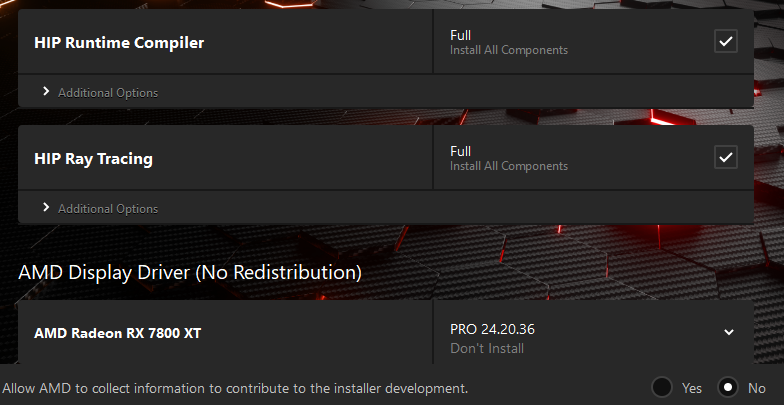 HIP Runtime Compiler
Full
Install All Components
Additional Options
HIP Ray Tracing
Full
Install All Components
Additional Options
AMD Display Driver (No Redistribution)
AMD Radeon RX 7800 XT
PRO 24.20.36
Don't Install
Allow AMD to collect information to contribute to the installer development.
Yes
No